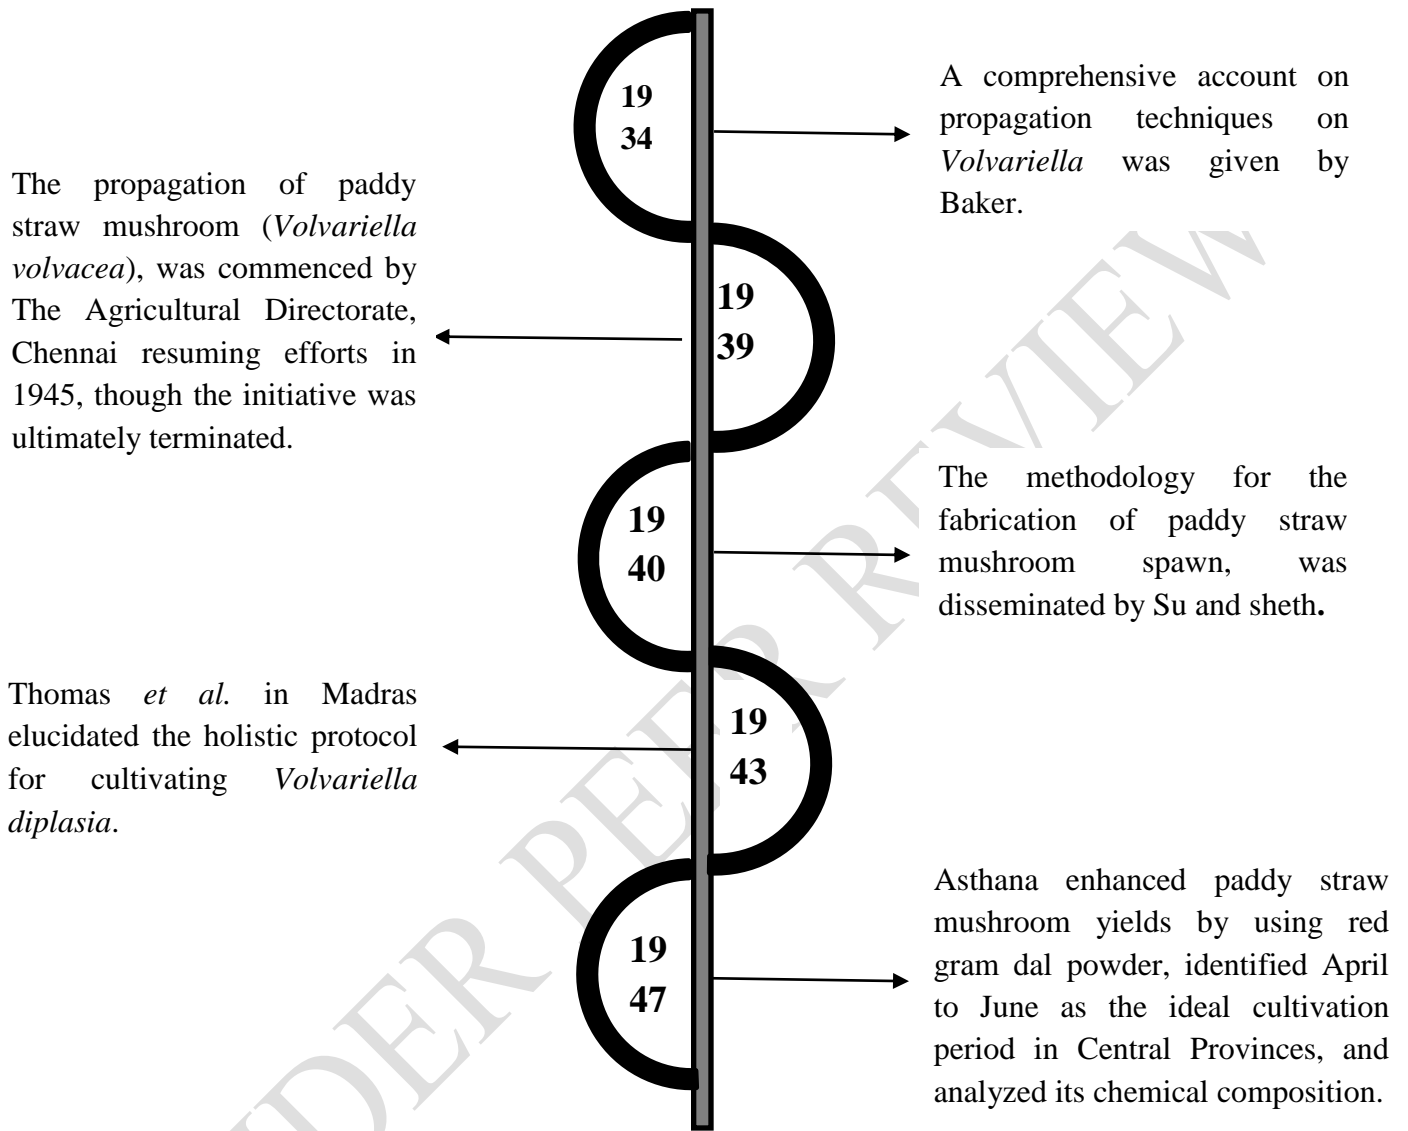 19
34
A comprehensive account on
propagation techniques on
Volvariella was given by
Baker.
The propagation of paddy
straw mushroom (Volvariella
volvacea), was commenced by
The Agricultural Directorate,
Chennai resuming efforts in
1945, though the initiative was
ultimately terminated.
19
39
19
40
The methodology for the
fabrication of paddy straw
mushroom spawn, was
disseminated by Su and sheth.
Thomas et al. in Madras
elucidated the holistic protocol
for cultivating Volvariella
diplasia.
19
43
19
47
Asthana enhanced paddy straw
mushroom yields by using red
gram dal powder, identified April
to June as the ideal cultivation
period in Central Provinces, and
analyzed its chemical composition.
DER PEER REVIEW